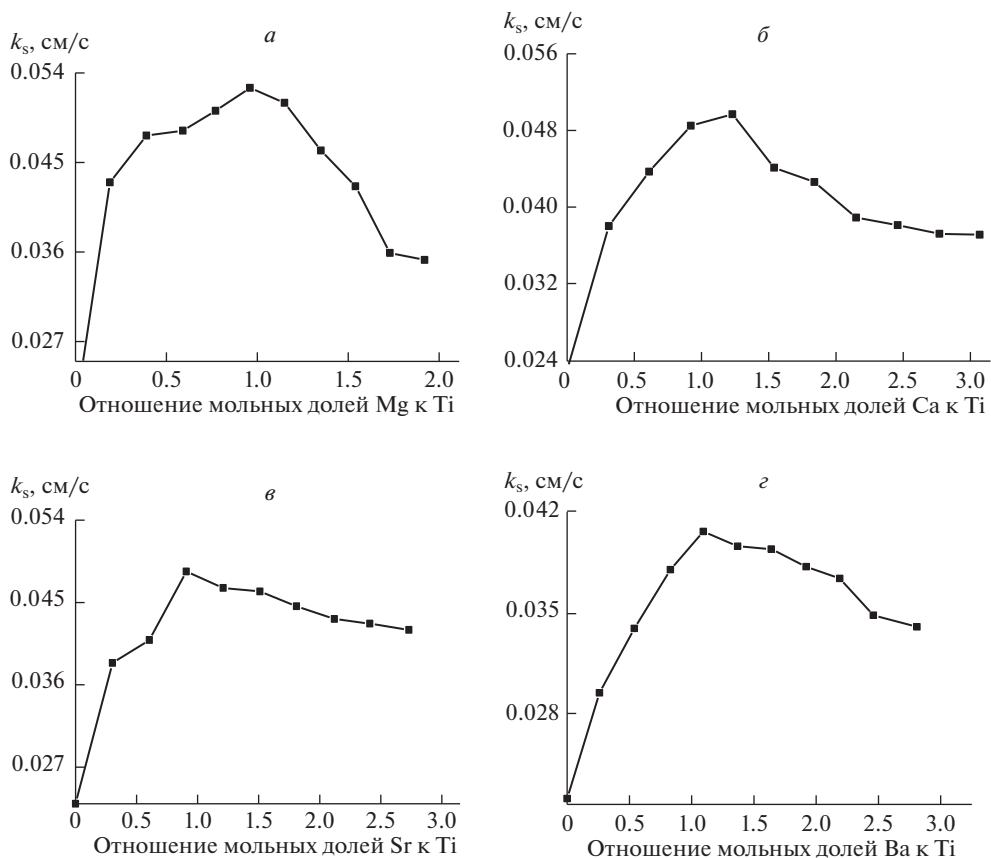 а
k_s, см/с
0.054
0.045
0.036
0.027
0 0.5 1.0 1.5 2.0
Отношение мольных долей Mg к Ti
б
k_s, см/с
0.056
0.048
0.040
0.032
0.024
0 0.5 1.0 1.5 2.0 2.5 3.0
Отношение мольных долей Ca к Ti
в
k_s, см/с
0.054
0.045
0.036
0.027
0 0.5 1.0 1.5 2.0 2.5 3.0
Отношение мольных долей Sr к Ti
г
k_s, см/с
0.042
0.035
0.028
0 0.5 1.0 1.5 2.0 2.5 3.0
Отношение мольных долей Ba к Ti